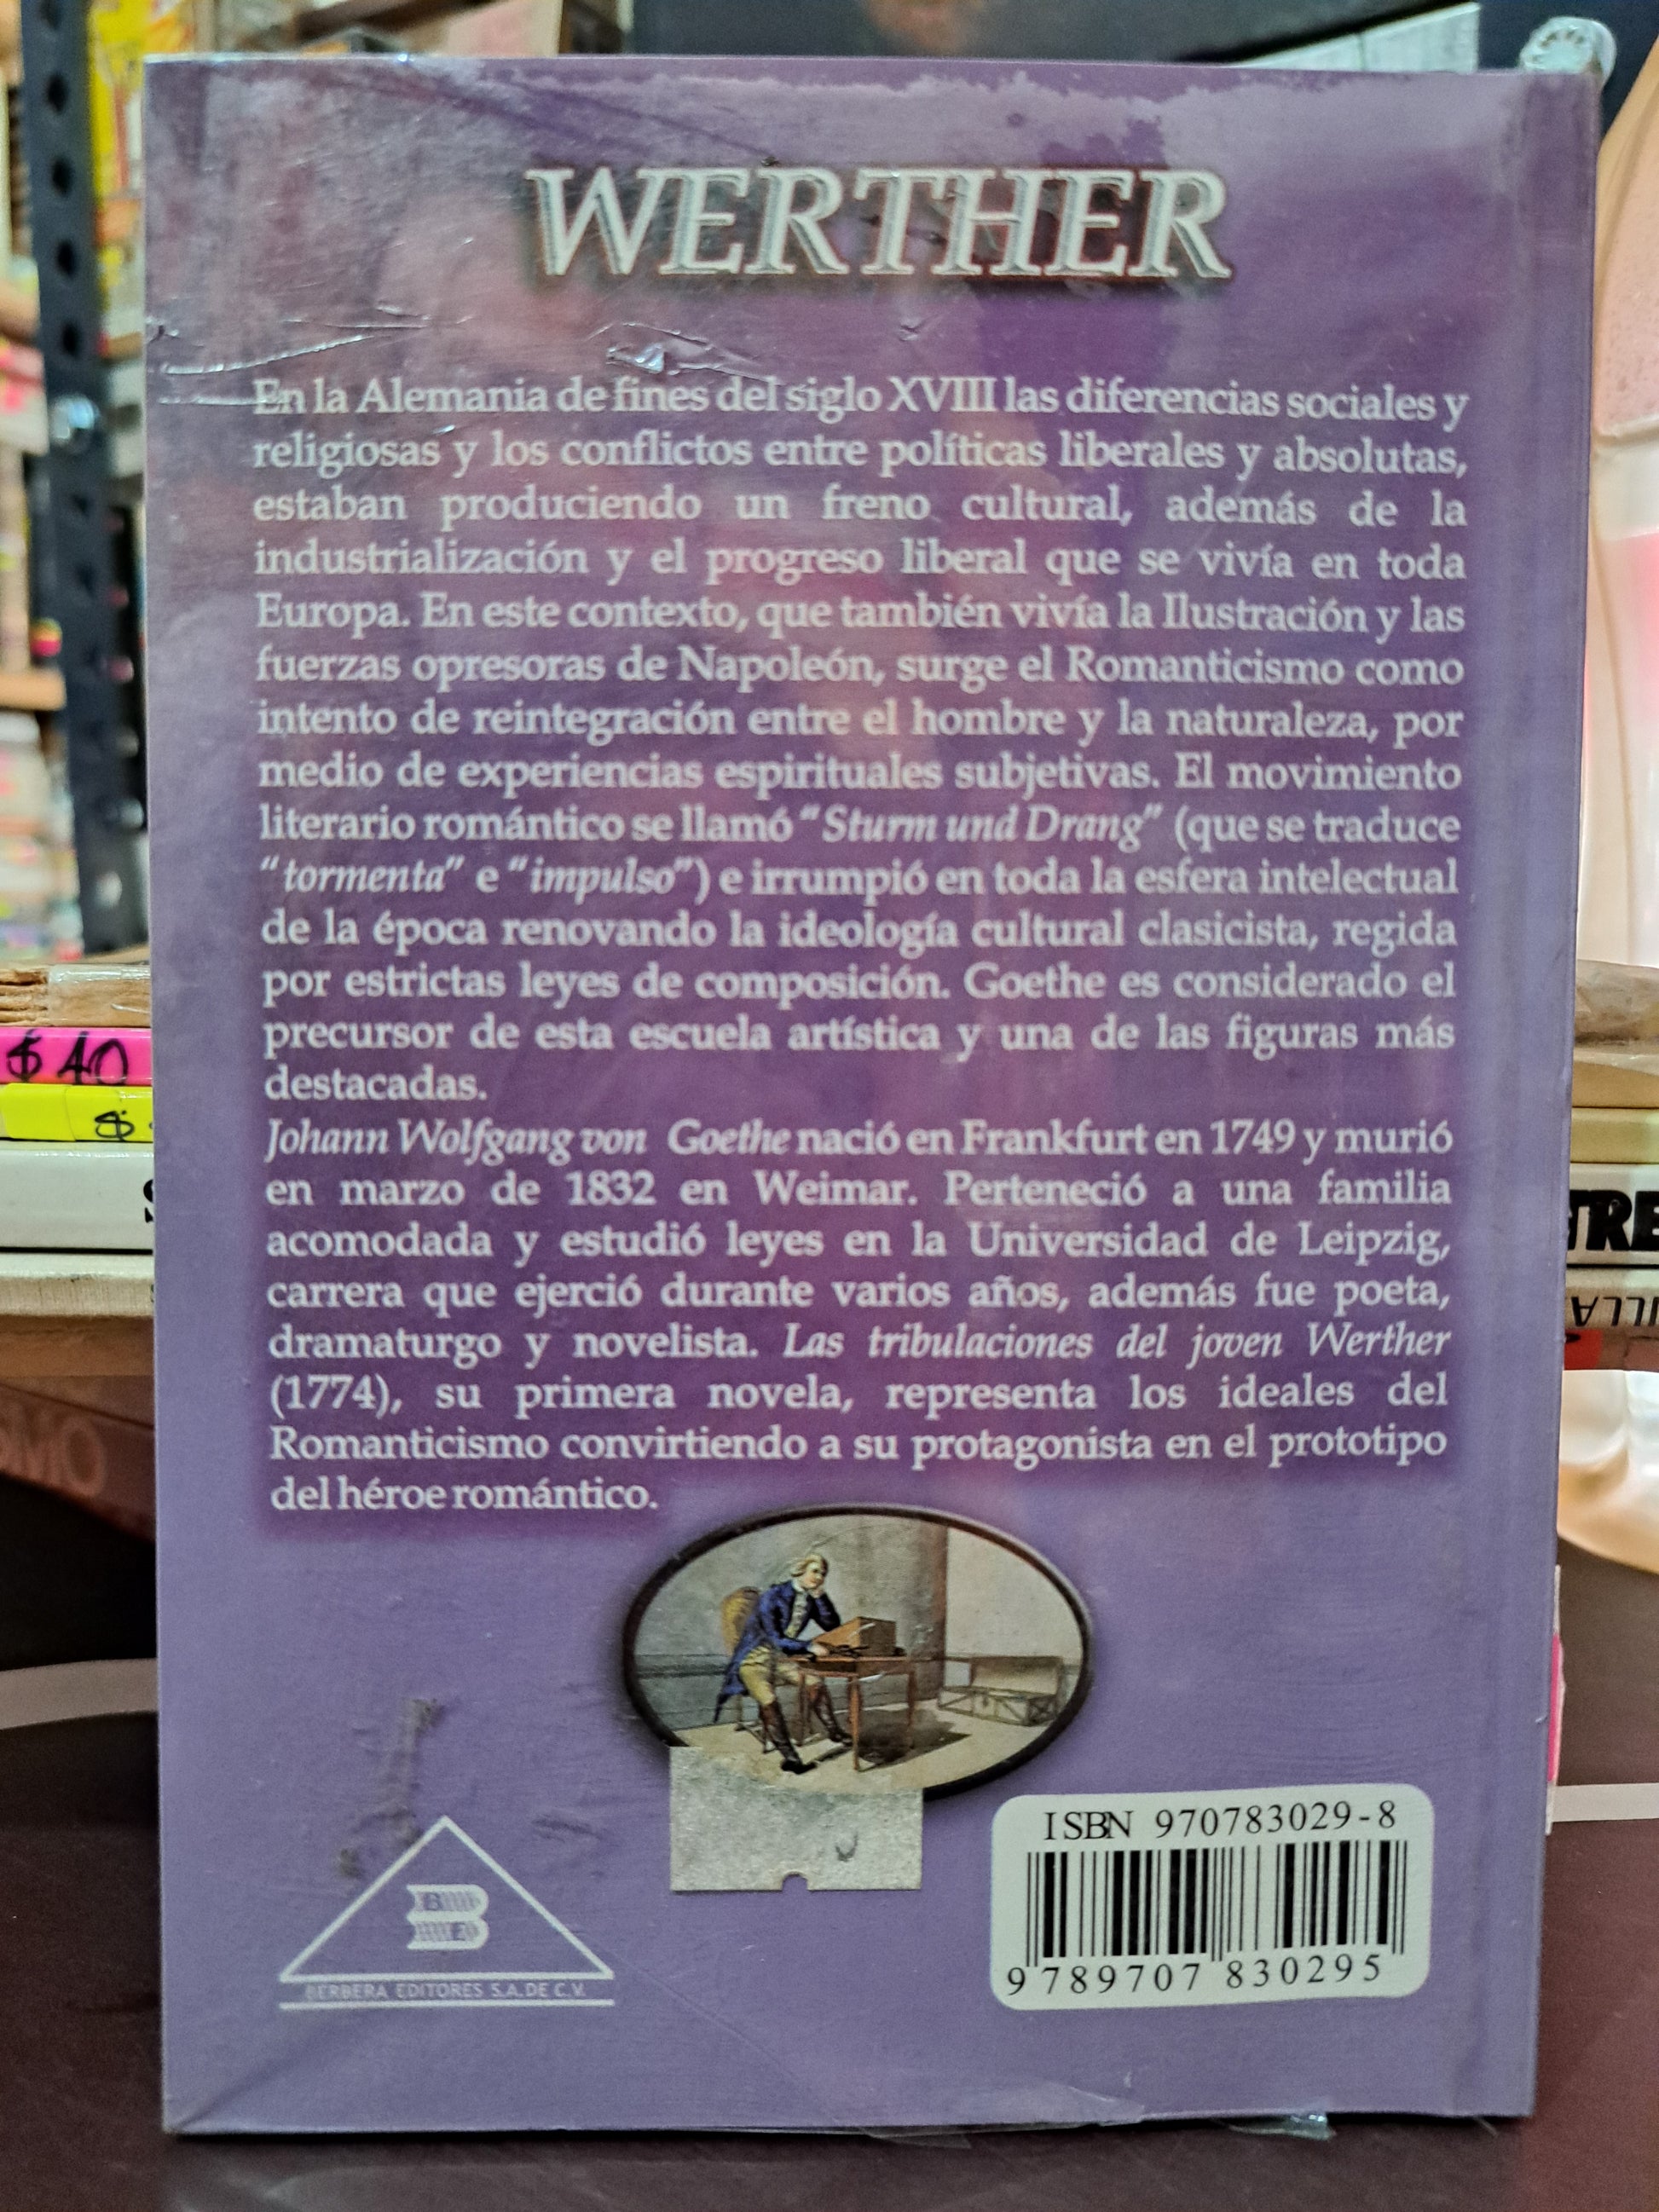 WERTHER
En la Alemania de fines del siglo XVIII las diferencias sociales y
religiosas y los conflictos entre políticas liberales y absolutas,
estaban produciendo un freno cultural, además de la
industrialización y el progreso liberal que se vivía en toda
Europa. En este contexto, que también vivía la Ilustración y las
fuerzas opresoras de Napoleón, surge el Romanticismo como
intento de reintegración entre el hombre y la naturaleza, por
medio de experiencias espirituales subjetivas. El movimiento
literario romántico se llamó "Sturm und Drang" (que se traduce
"tormenta" e "impulso") e irrumpió en toda la esfera intelectual
de la época renovando la ideología cultural clasicista, regida
por estrictas leyes de composición. Goethe es considerado el
precursor de esta escuela artística y una de las figuras más
destacadas.
Johann Wolfgang von Goethe nació en Frankfurt en 1749 y murió
en marzo de 1832 en Weimar. Perteneció a una familia
acomodada y estudió leyes en la Universidad de Leipzig,
carrera que ejerció durante varios años, además fue poeta,
dramaturgo y novelista. Las tribulaciones del joven Werther
(1774), su primera novela, representa los ideales del
Romanticismo convirtiendo a su protagonista en el prototipo
del héroe romántico.
ISBN 970783029-8
9 789707 830295
BERBERA EDITORES S.A. DE C.V.
$40
$